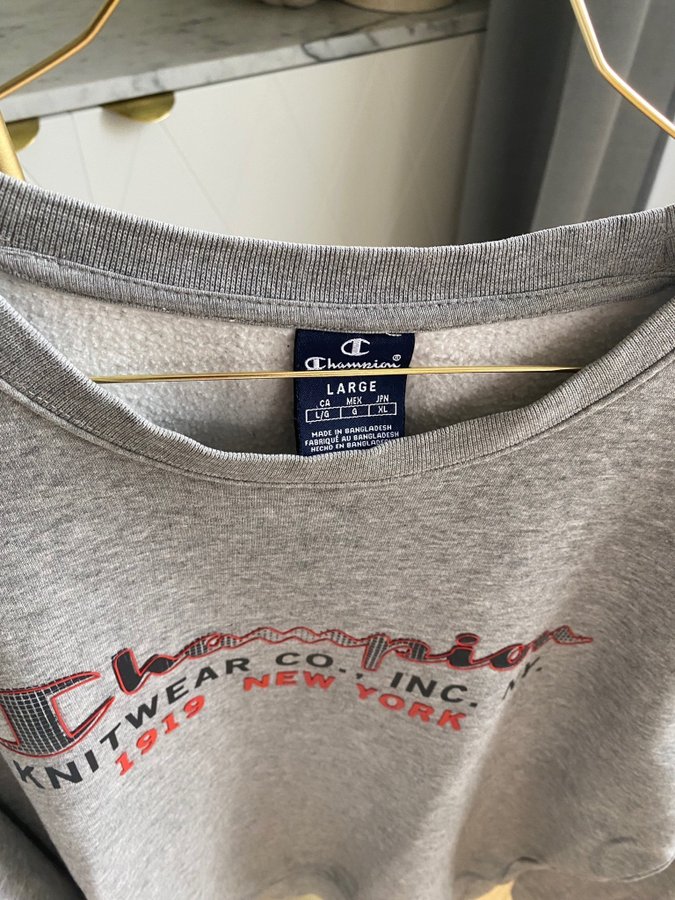 Champion®
LARGE
CA MEX JPN
L/G G XL
MADE IN BANGLADESH
FABRIQUÉ AU BANGLADESH
HECHO EN BANGLADESH
Champion
KNITWEAR CO., INC. N.Y.
1919 NEW YORK